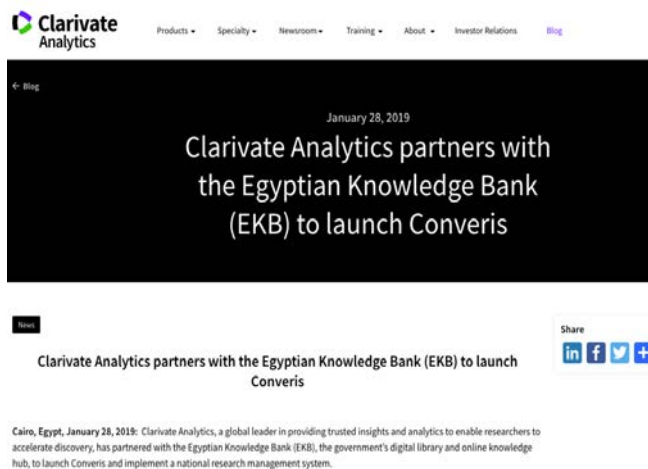 Clarivate
Analytics
Products Specialty Newsroom Training About Investor Relations Blog
← Blog
January 28, 2019
Clarivate Analytics partners with
the Egyptian Knowledge Bank
(EKB) to launch Converis
News
Share
Clarivate Analytics partners with the Egyptian Knowledge Bank (EKB) to launch
Converis
Cairo, Egypt, January 28, 2019: Clarivate Analytics, a global leader in providing trusted insights and analytics to enable researchers to
accelerate discovery, has partnered with the Egyptian Knowledge Bank (EKB), the government's digital library and online knowledge
hub, to launch Converis and implement a national research management system.